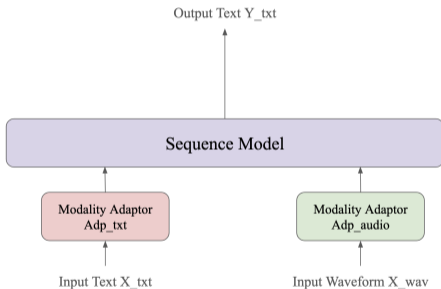 Output Text Y_txt
Sequence Model
Modality Adaptor
Adp_txt
Modality Adaptor
Adp_audio
Input Text X_txt
Input Waveform X_wav